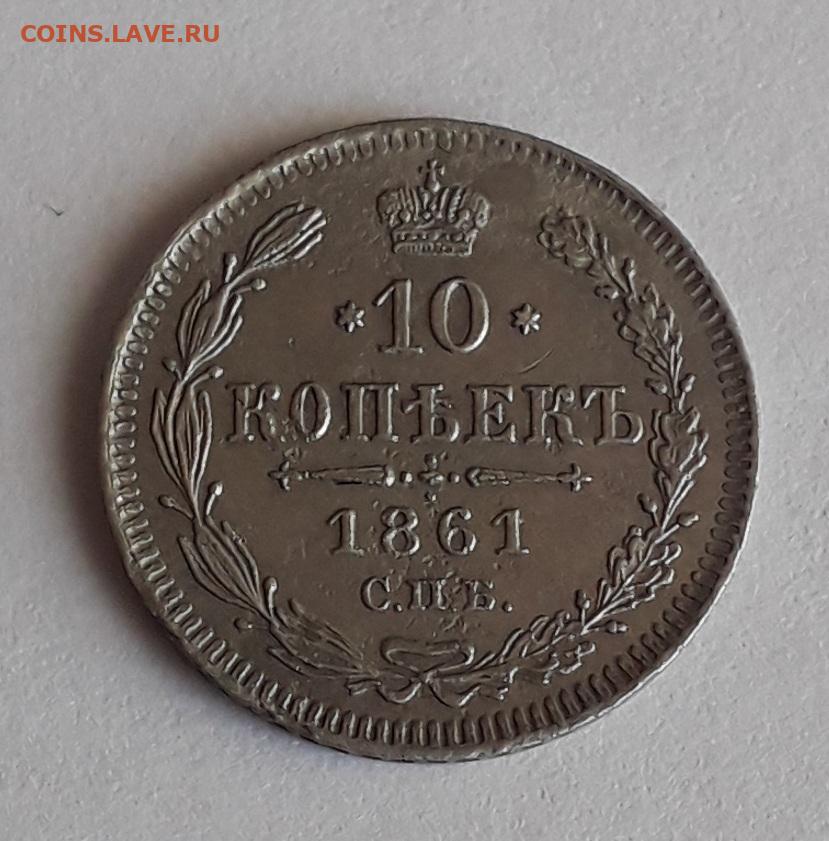 COINS.LAVE.RU
* 10 *
КОПѢЕКЪ
1861
С.П.Б.